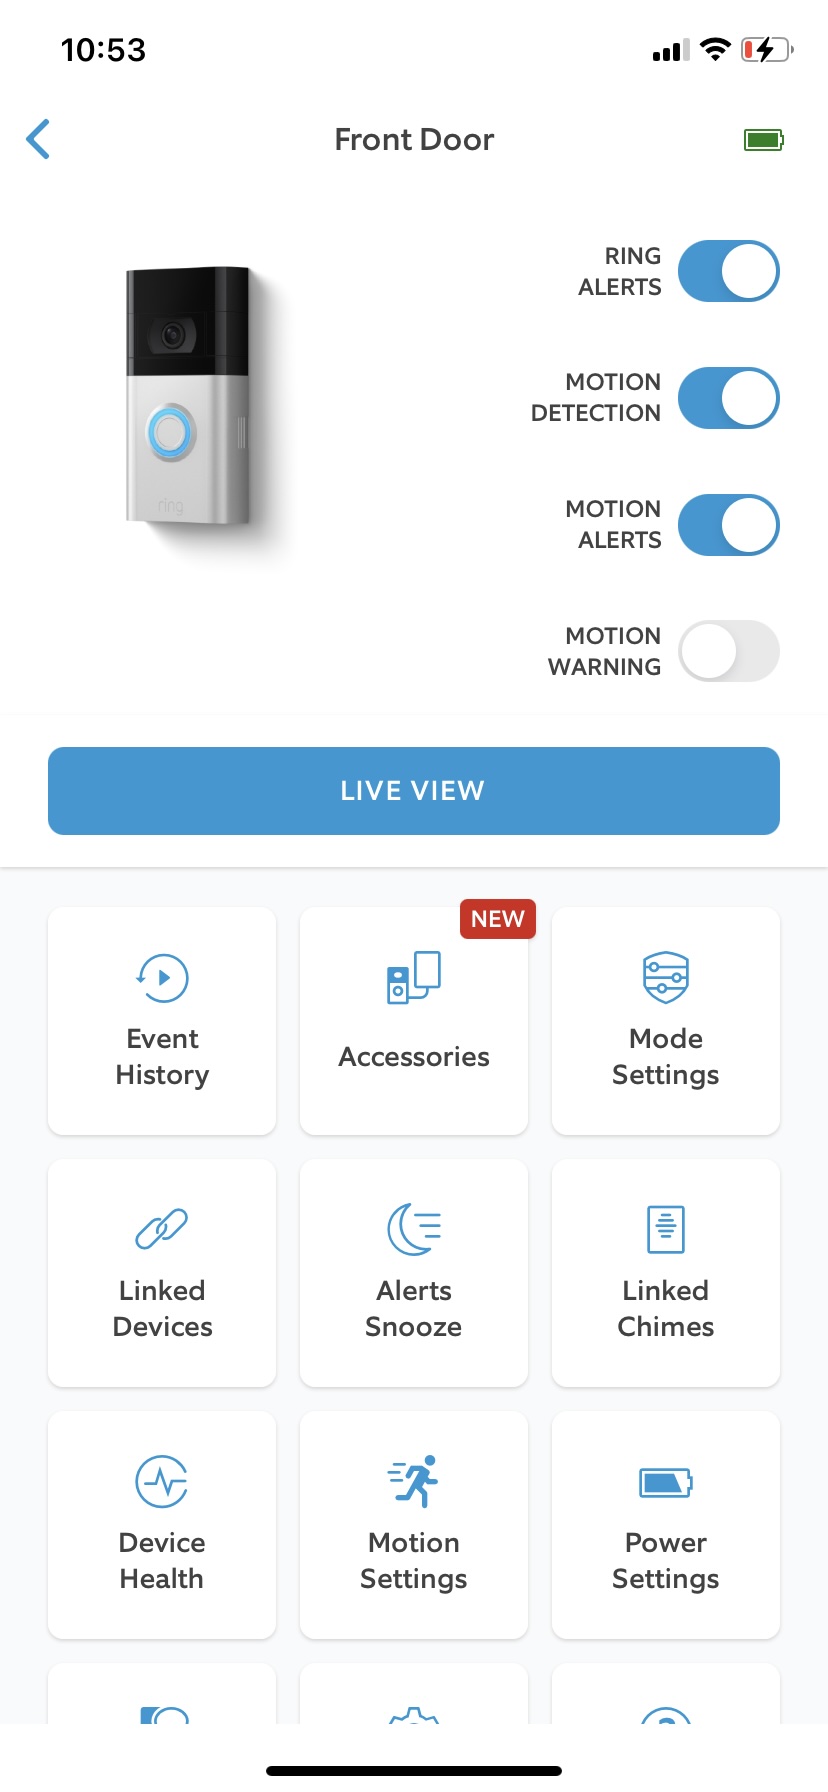 10:53
Front Door
RING
ALERTS
MOTION
DETECTION
MOTION
ALERTS
MOTION
WARNING
ring
LIVE VIEW
NEW
Event
History
Accessories
Mode
Settings
Linked
Devices
Alerts
Snooze
Linked
Chimes
Device
Health
Motion
Settings
Power
Settings